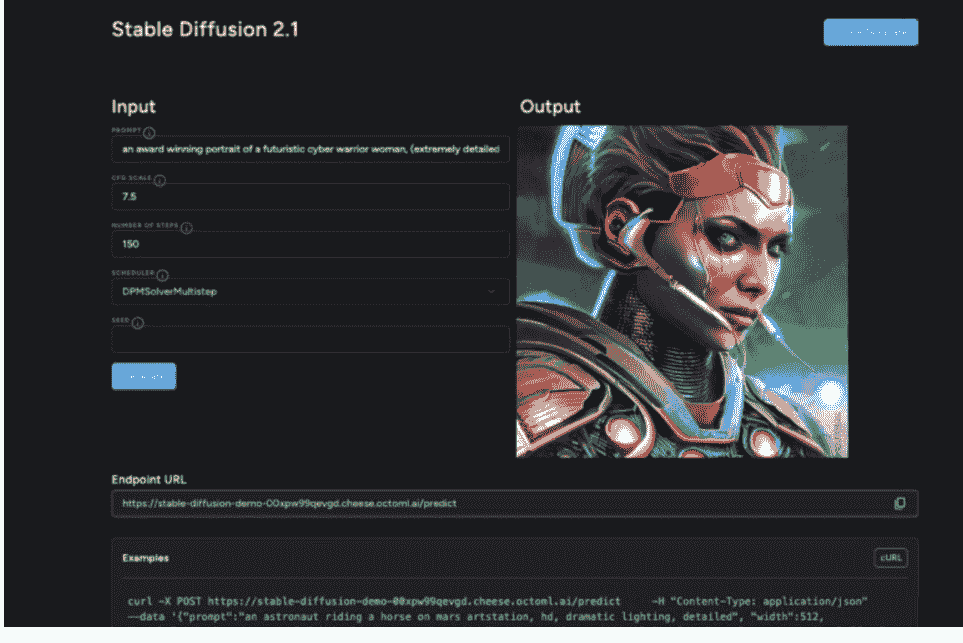 Stable Diffusion 2.1
Input
PROMPT
an award winning portrait of a futuristic cyber warrior woman, (extremely detailed
CFG SCALE
7.5
NUMBER OF STEPS
150
SCHEDULER
DPMSolverMultistep
SEED
Output
Endpoint URL
https://stable-diffusion-demo-00xpw99qevgd.cheese.octoml.ai/predict
Examples
cURL
curl -X POST https://stable-diffusion-demo-00xpw99qevgd.cheese.octoml.ai/predict -H "Content-Type: application/json"
--data '{"prompt":"an astronaut riding a horse on mars artstation, hd, dramatic lighting, detailed", "width":512,